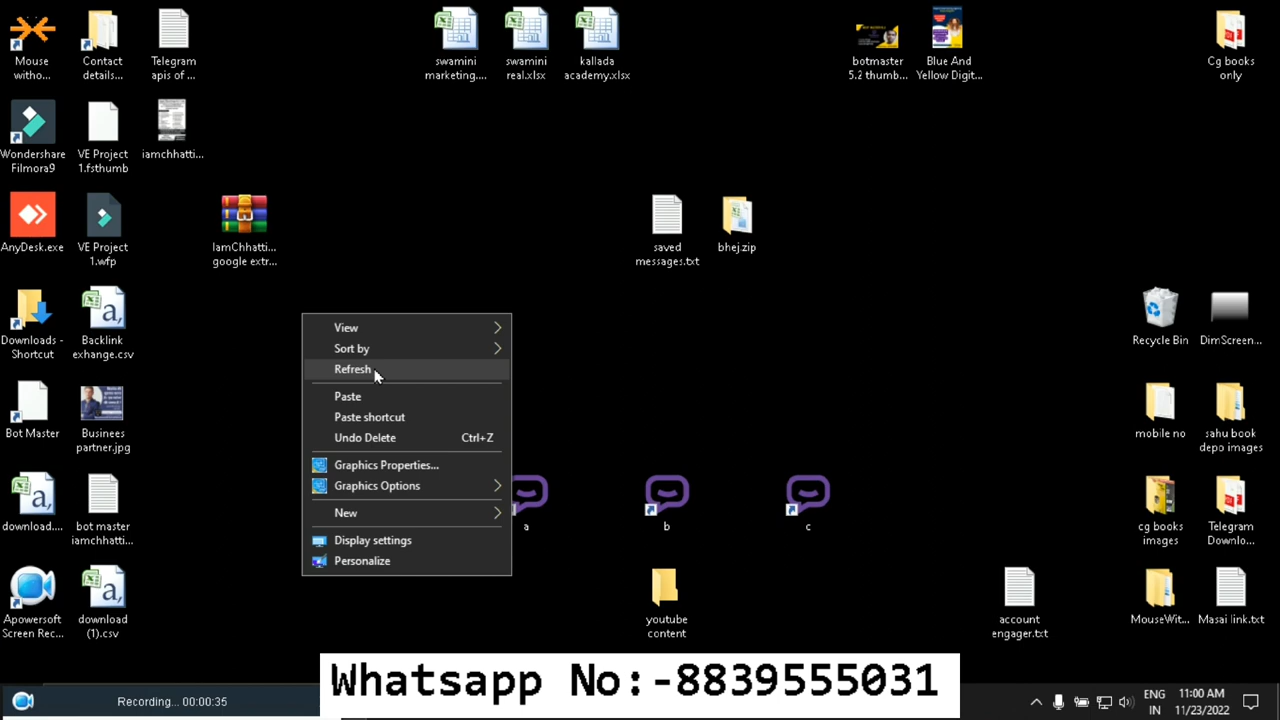 Mouse
witho...
Contact
details...
Telegram
apis of ...
swamini
marketing....
swamini
real.xlsx
kallada
academy.xlsx
botmaster
5.2 thumb...
Blue And
Yellow Digit...
Cg books
only
Wondershare
Filmora9
VE Project
1.fsthumb
iamchhatti...
AnyDesk.exe
VE Project
1.wfp
IamChhatti...
google extr...
saved
messages.txt
bhej.zip
Downloads -
Shortcut
Backlink
exhange.csv
Recycle Bin
DimScreen...
View
Sort by
Refresh
Paste
Paste shortcut
Undo Delete Ctrl+Z
Graphics Properties...
Graphics Options
New
Display settings
Personalize
Bot Master
Businees
partner.jpg
mobile no
sahu book
depo images
download....
bot master
iamchhatti...
a
b
c
cg books
images
Telegram
Downlo...
Apowersoft
Screen Rec...
download
(1).csv
youtube
content
account
engager.txt
MouseWit...
Masai link.txt
Whatsapp No:-8839555031
Recording... 00:00:35
ENG
IN
11:00 AM
11/23/2022